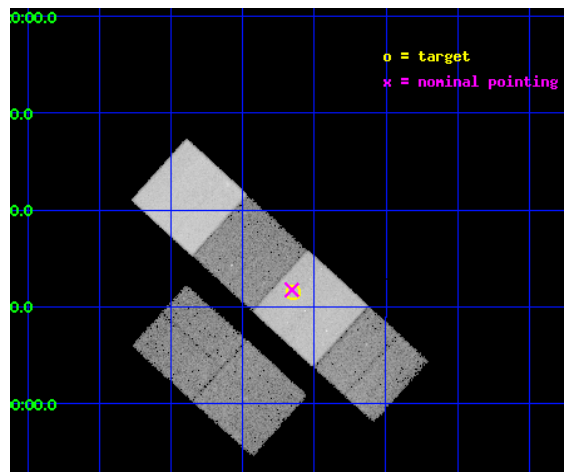 0:00.0
o = target
x = nominal pointing
0.0
0.0
0.0
0:00.0